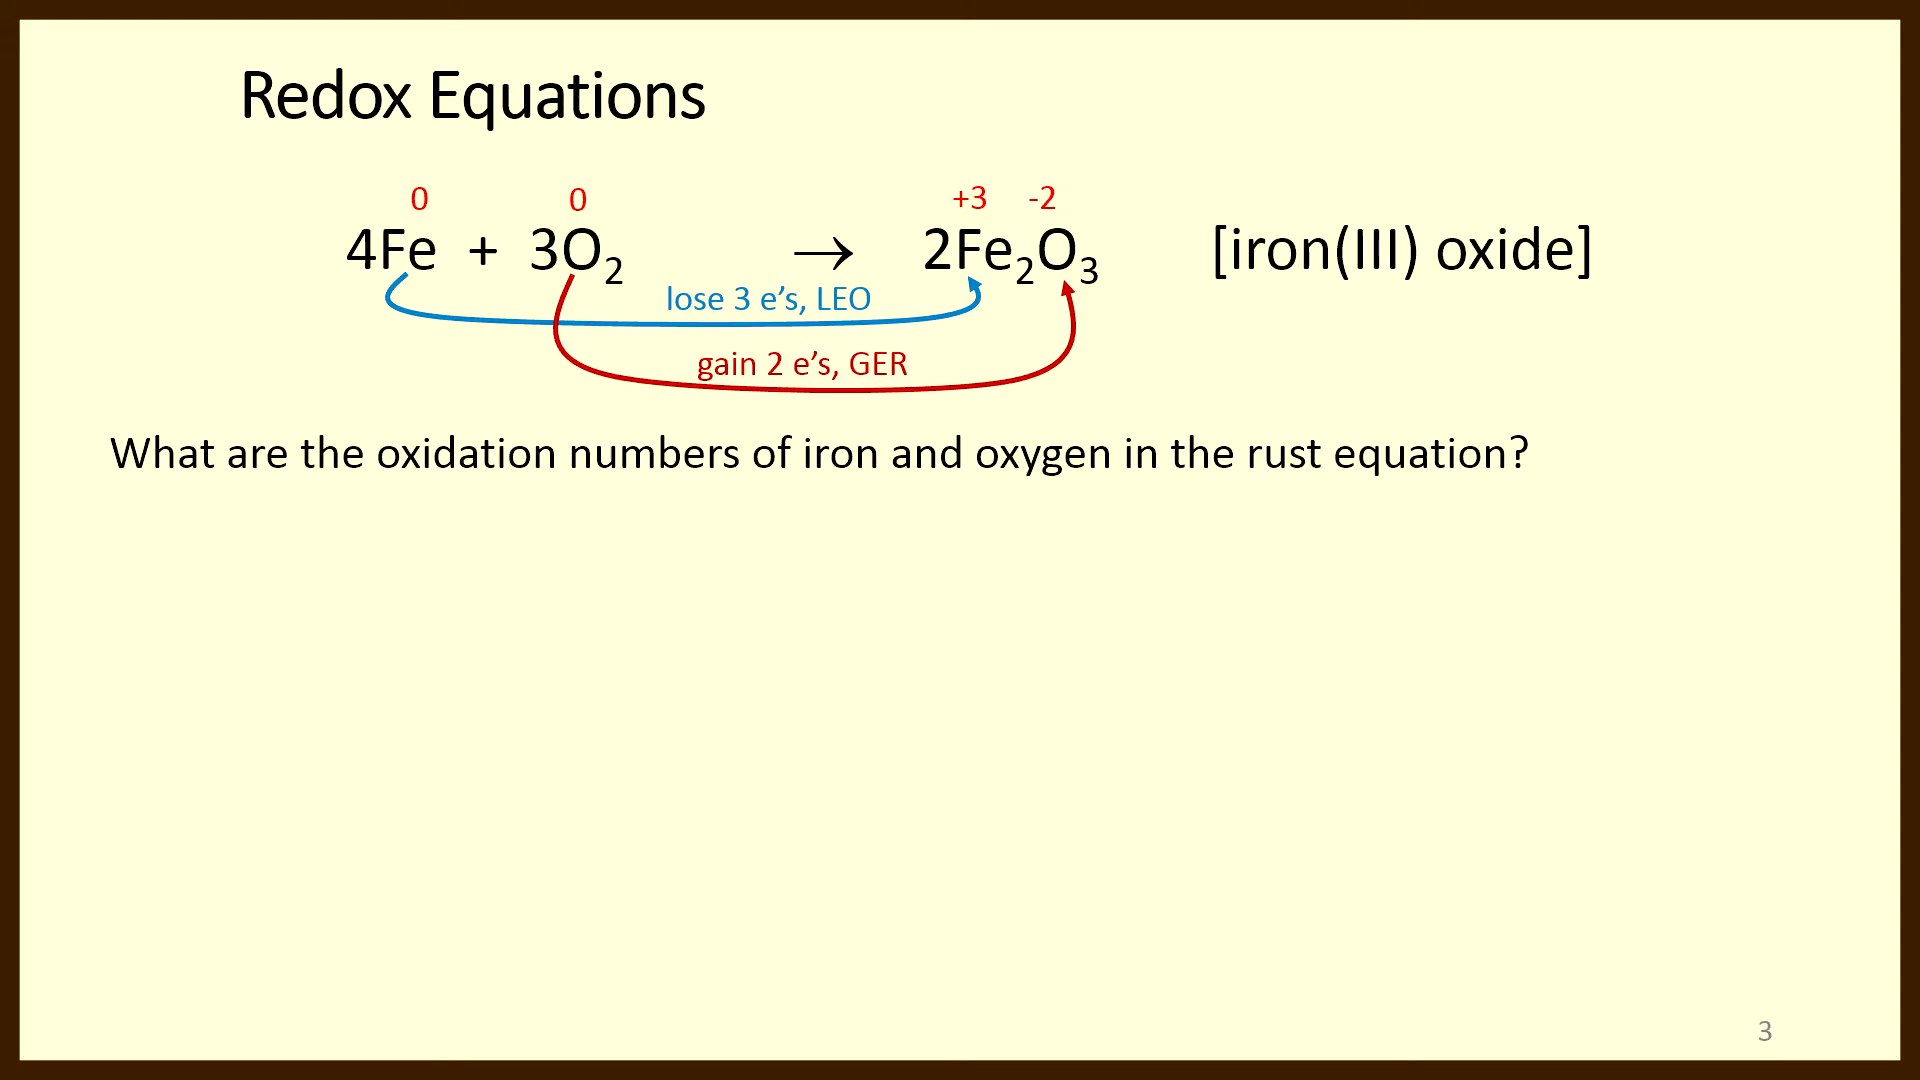 Redox Equations
0 0 +3 -2
4Fe + 3O₂ → 2Fe₂O₃ [iron(III) oxide]
lose 3 e’s, LEO
gain 2 e’s, GER
What are the oxidation numbers of iron and oxygen in the rust equation?
3